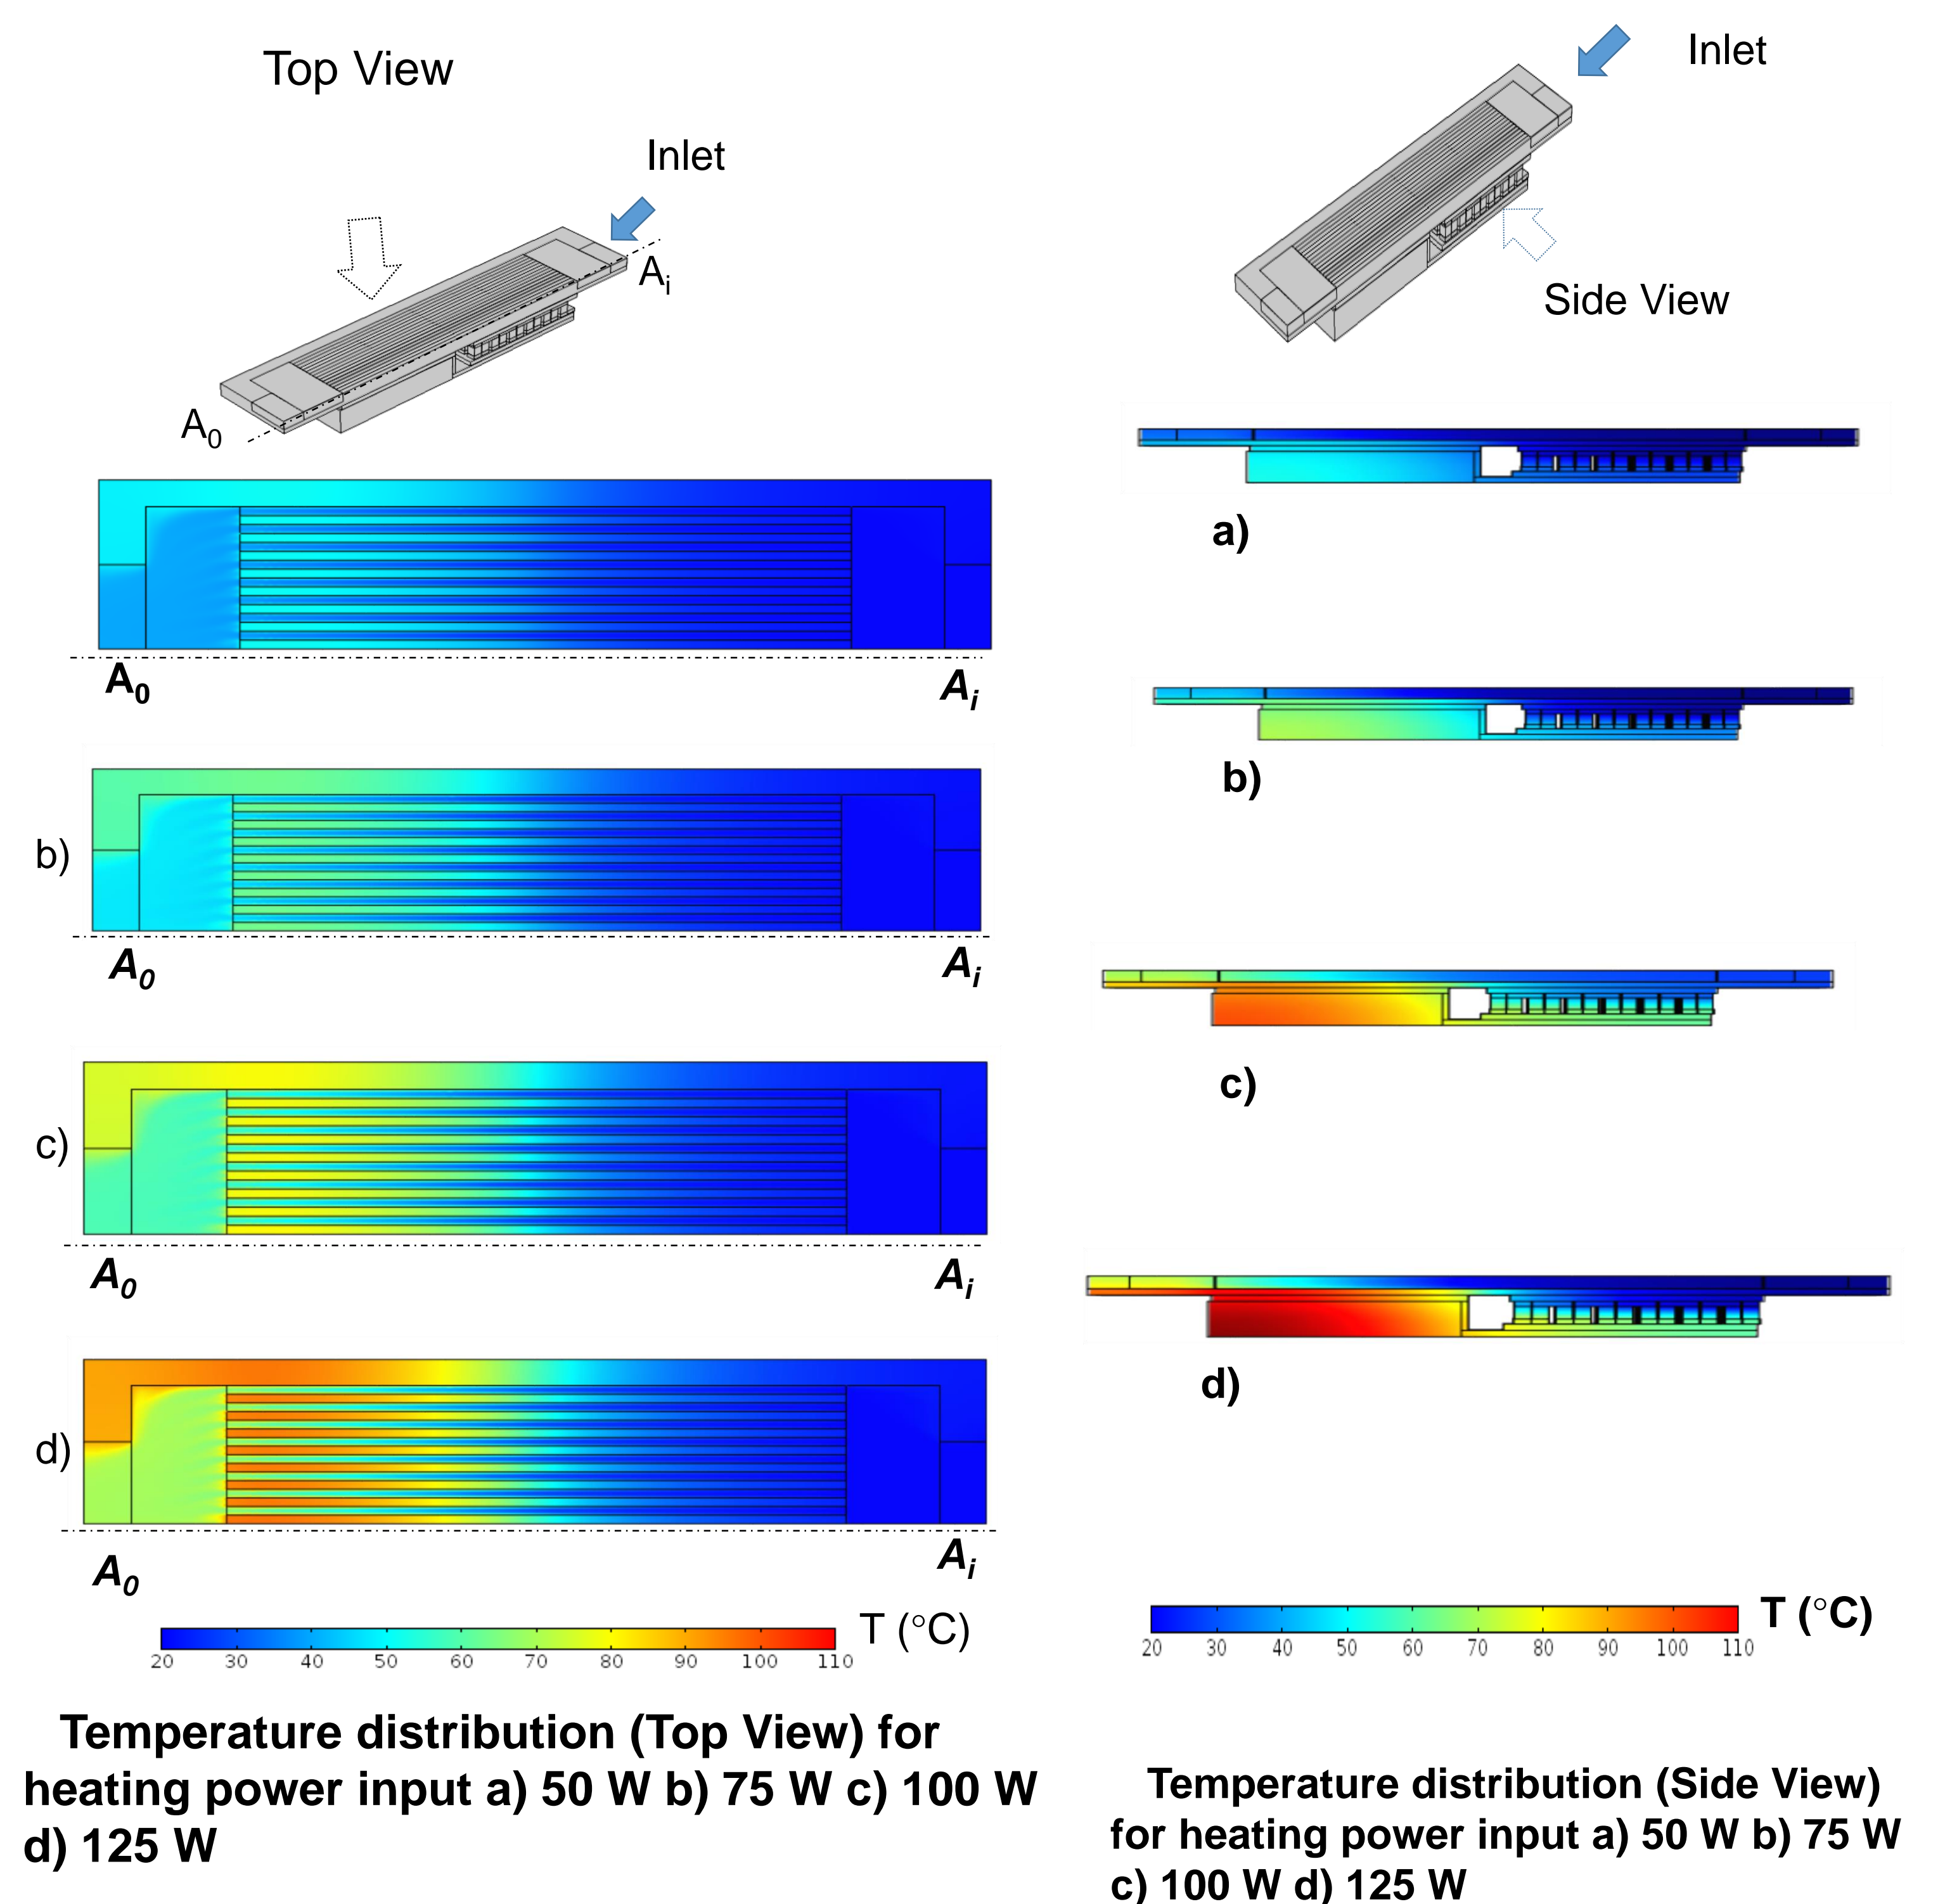 Top View
Inlet
Ai
A0
A0
Ai
b)
A0
Ai
c)
A0
Ai
d)
A0
Ai
T (°C)
20 30 40 50 60 70 80 90 100 110
Temperature distribution (Top View) for
heating power input a) 50 W b) 75 W c) 100 W
d) 125 W
Inlet
Side View
a)
b)
c)
d)
T (°C)
20 30 40 50 60 70 80 90 100 110
Temperature distribution (Side View)
for heating power input a) 50 W b) 75 W
c) 100 W d) 125 W